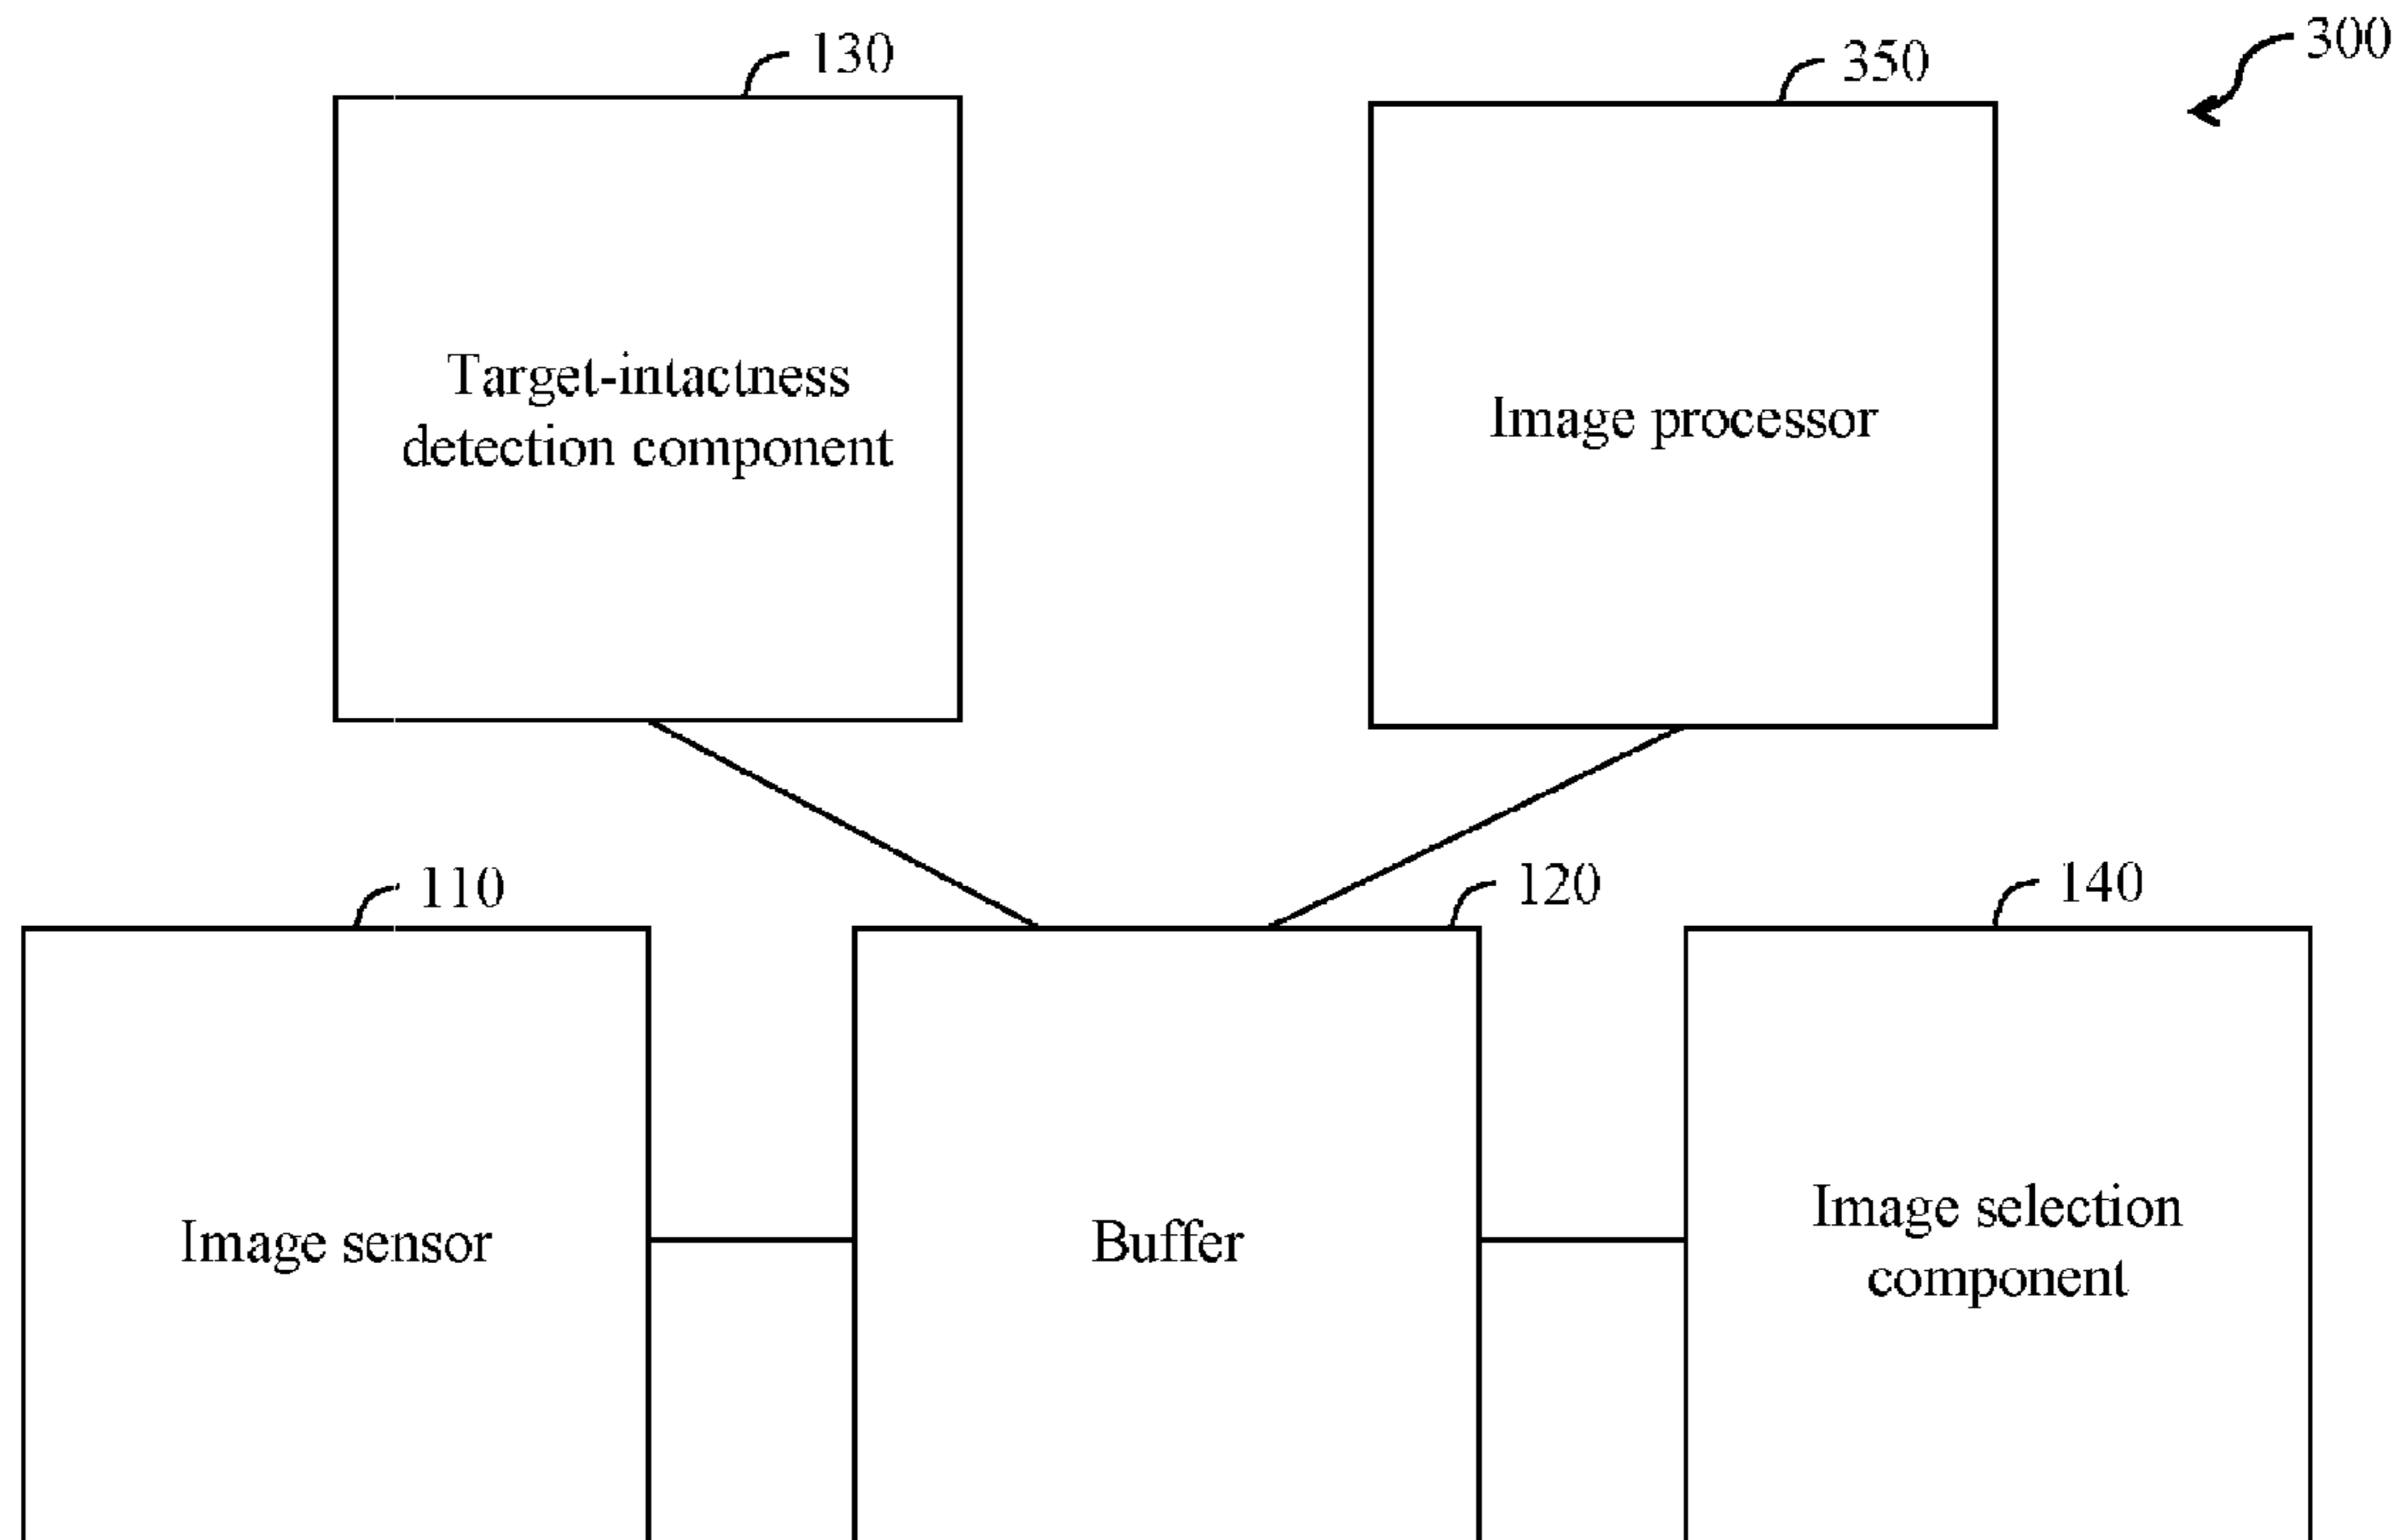 130
350
300
Target-intactness
detection component
Image processor
110
120
140
Image sensor
Buffer
Image selection
component